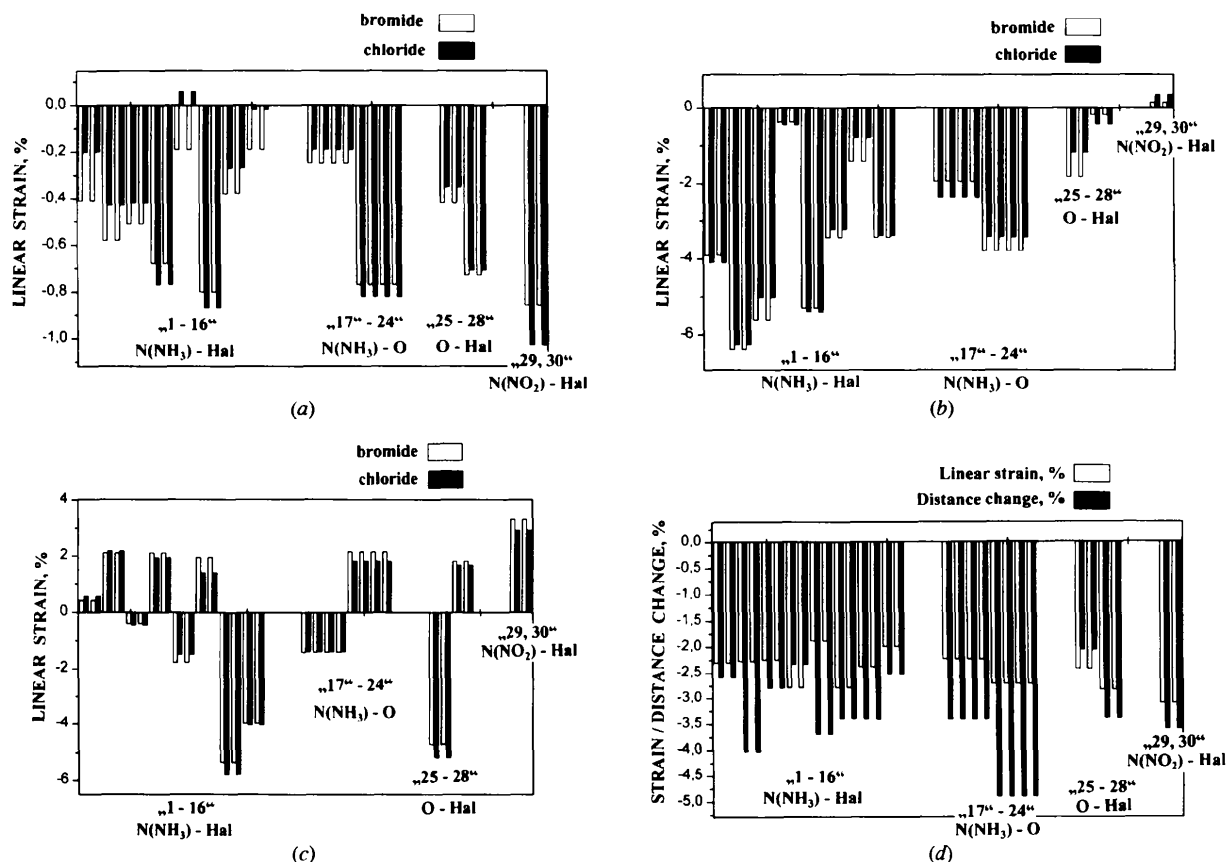 bromide
chloride
0,0
-0,2
-0,4
-0,6
-0,8
-1,0
LINEAR STRAIN, %
„1 - 16“
N(NH₃) - Hal
„17“ - 24“
N(NH₃) - O
„25 - 28“
O - Hal
„29, 30“
N(NO₂) - Hal
(a)
bromide
chloride
0
-2
-4
-6
LINEAR STRAIN, %
„1 - 16“
N(NH₃) - Hal
„17“ - 24“
N(NH₃) - O
„25 - 28“
O - Hal
„29, 30“
N(NO₂) - Hal
(b)
bromide
chloride
4
2
0
-2
-4
-6
LINEAR STRAIN, %
„1 - 16“
N(NH₃) - Hal
„17“ - 24“
N(NH₃) - O
„25 - 28“
O - Hal
„29, 30“
N(NO₂) - Hal
(c)
Linear strain, %
Distance change, %
0,0
-0,5
-1,0
-1,5
-2,0
-2,5
-3,0
-3,5
-4,0
-4,5
-5,0
STRAIN / DISTANCE CHANGE, %
„1 - 16“
N(NH₃) - Hal
„17“ - 24“
N(NH₃) - O
„25 - 28“
O - Hal
„29, 30“
N(NO₂) - Hal
(d)